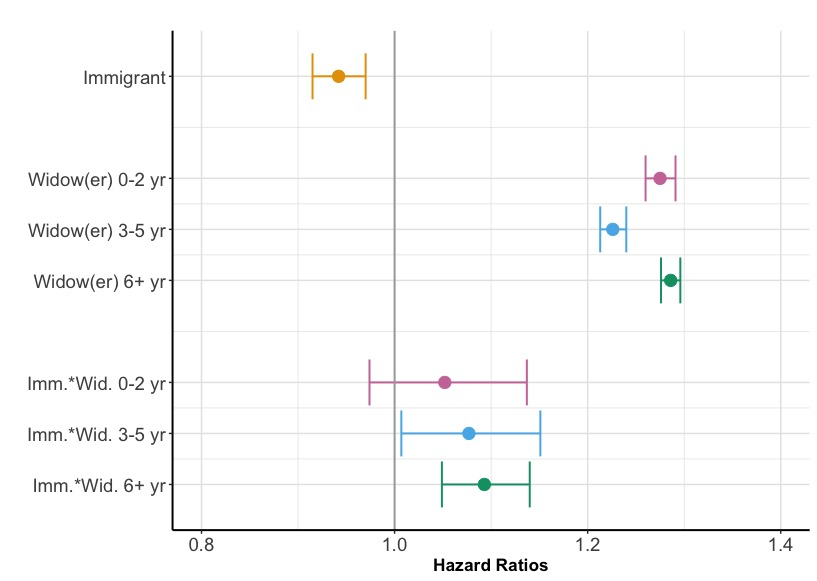 Immigrant
Widow(er) 0-2 yr
Widow(er) 3-5 yr
Widow(er) 6+ yr
Imm.*Wid. 0-2 yr
Imm.*Wid. 3-5 yr
Imm.*Wid. 6+ yr
0.8 1.0 1.2 1.4
Hazard Ratios